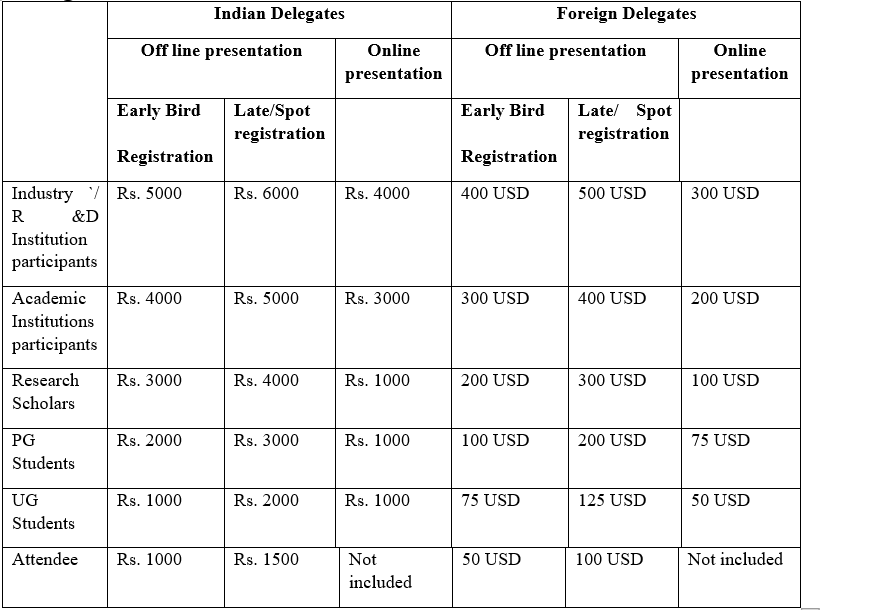 Indian Delegates Foreign Delegates
Off line presentation Online presentation Off line presentation Online presentation
Early Bird Registration Late/Spot registration Early Bird Registration Late/ Spot registration
Industry `/ R &D Institution participants Rs. 5000 Rs. 6000 Rs. 4000 400 USD 500 USD 300 USD
Academic Institutions participants Rs. 4000 Rs. 5000 Rs. 3000 300 USD 400 USD 200 USD
Research Scholars Rs. 3000 Rs. 4000 Rs. 1000 200 USD 300 USD 100 USD
PG Students Rs. 2000 Rs. 3000 Rs. 1000 100 USD 200 USD 75 USD
UG Students Rs. 1000 Rs. 2000 Rs. 1000 75 USD 125 USD 50 USD
Attendee Rs. 1000 Rs. 1500 Not included 50 USD 100 USD Not included